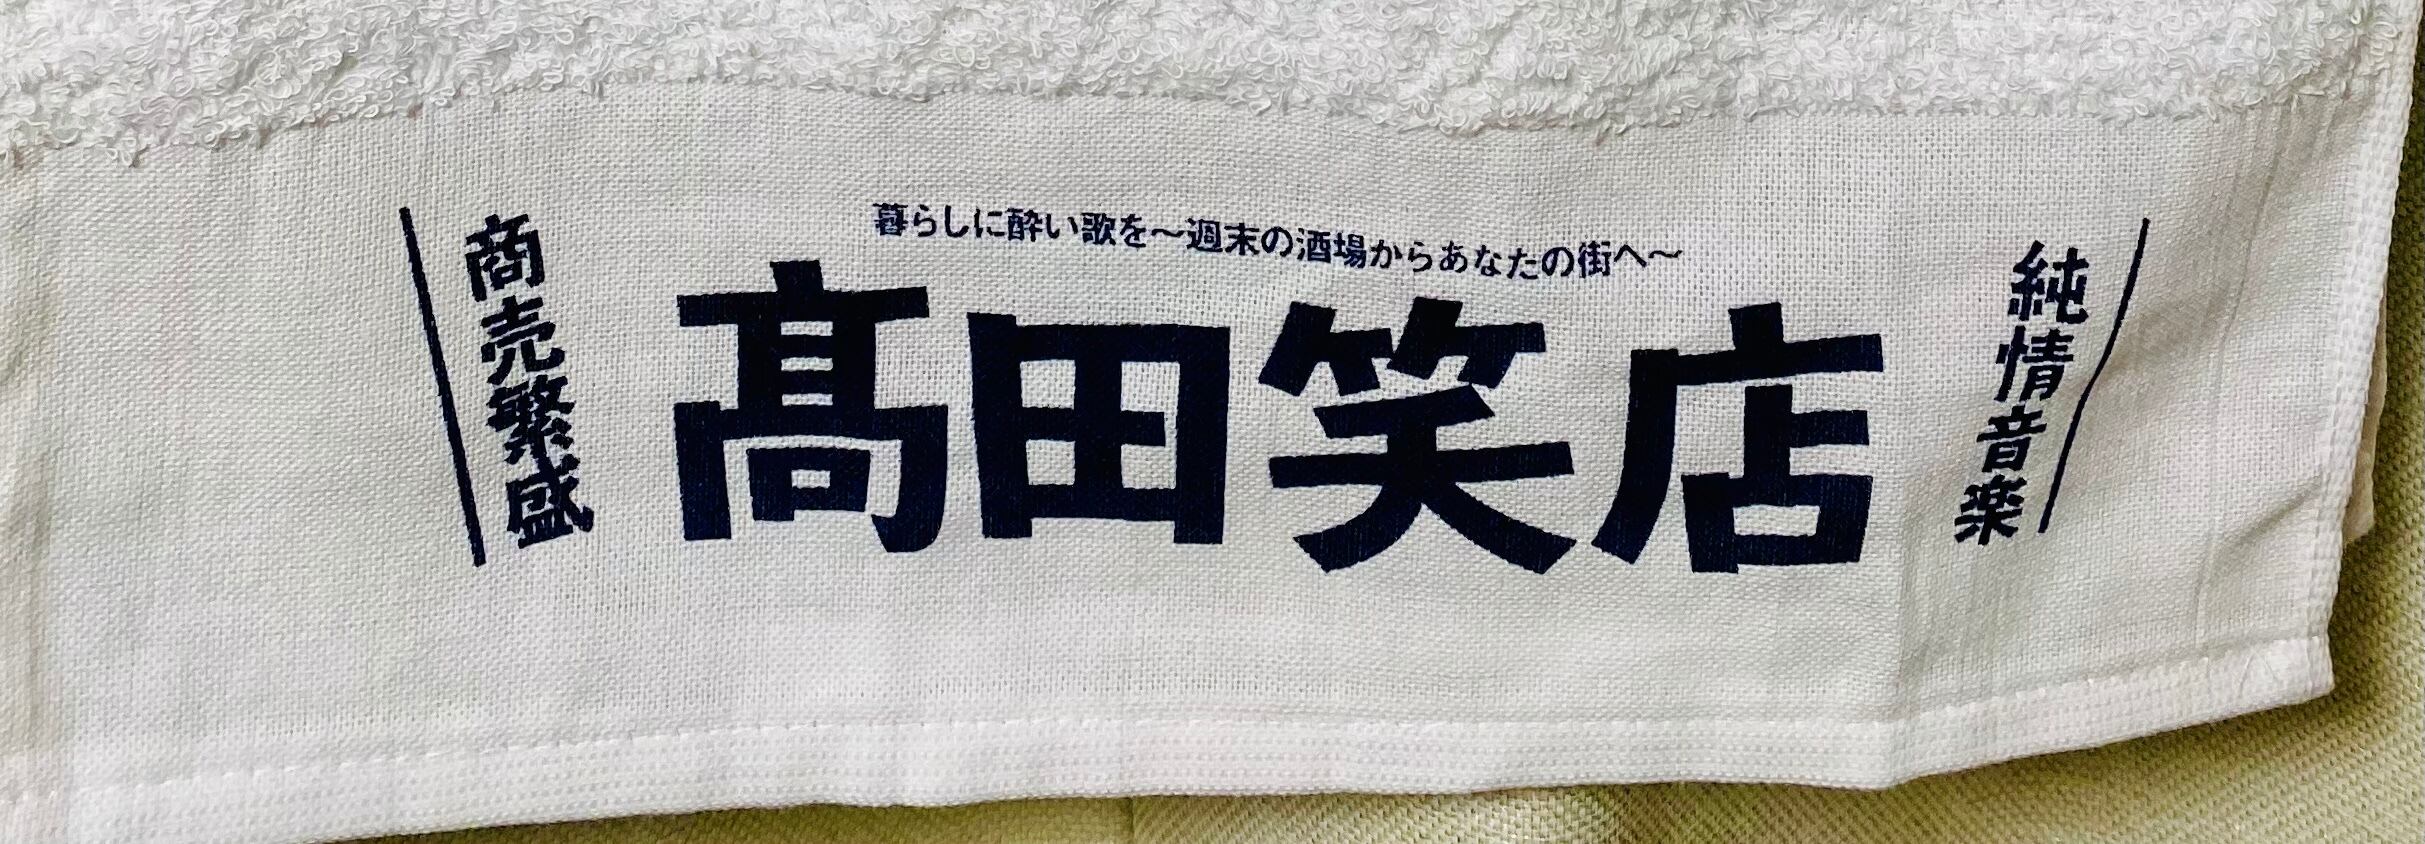 暮らしに酔い歌を〜週末の酒場からあなたの街へ〜
純情音楽
髙田笑店
商売繁盛